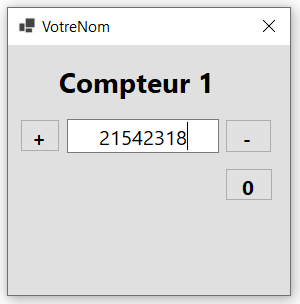 VotreNom
Compteur 1
+ 21542318 -
0